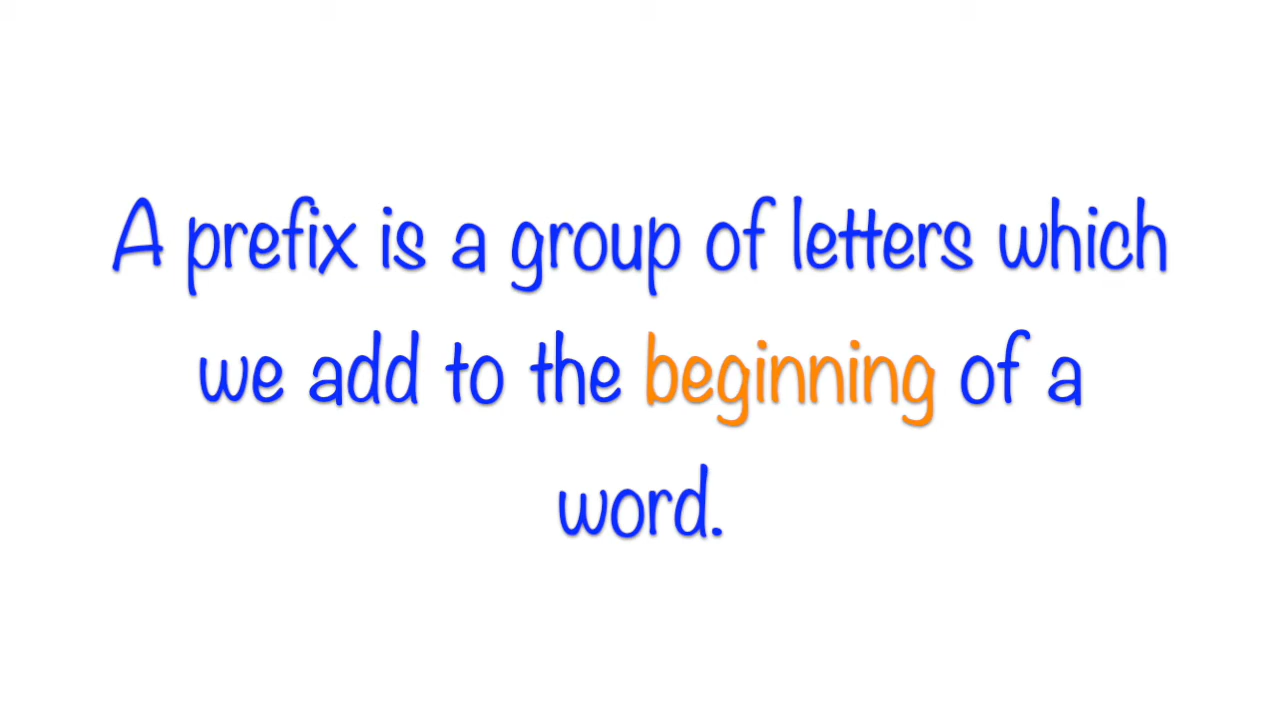 A prefix is a group of letters which
we add to the beginning of a
word.